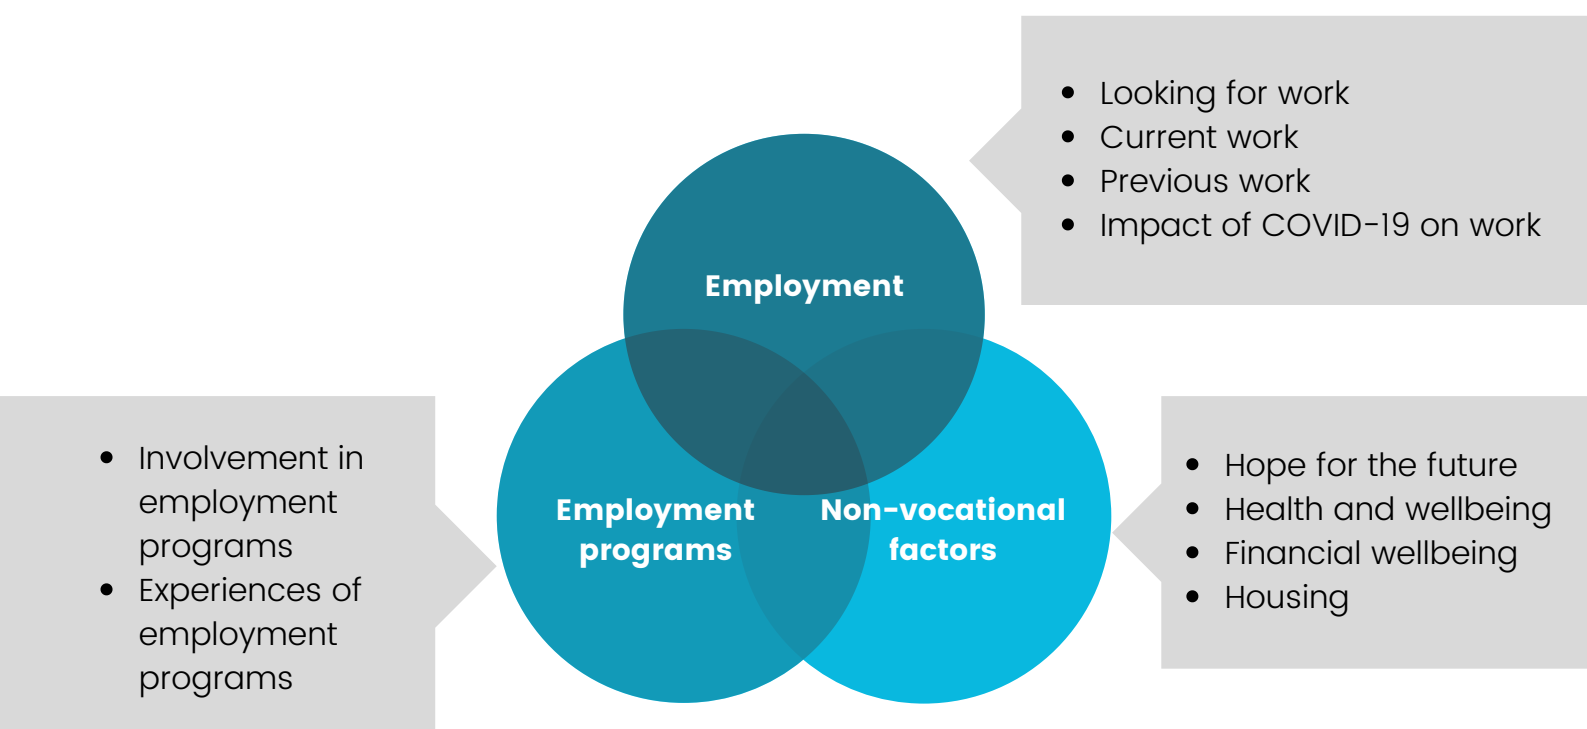 • Looking for work
• Current work
• Previous work
• Impact of COVID-19 on work
Employment
• Involvement in
employment
programs
• Experiences of
employment
programs
Employment
programs
Non-vocational
factors
• Hope for the future
• Health and wellbeing
• Financial wellbeing
• Housing